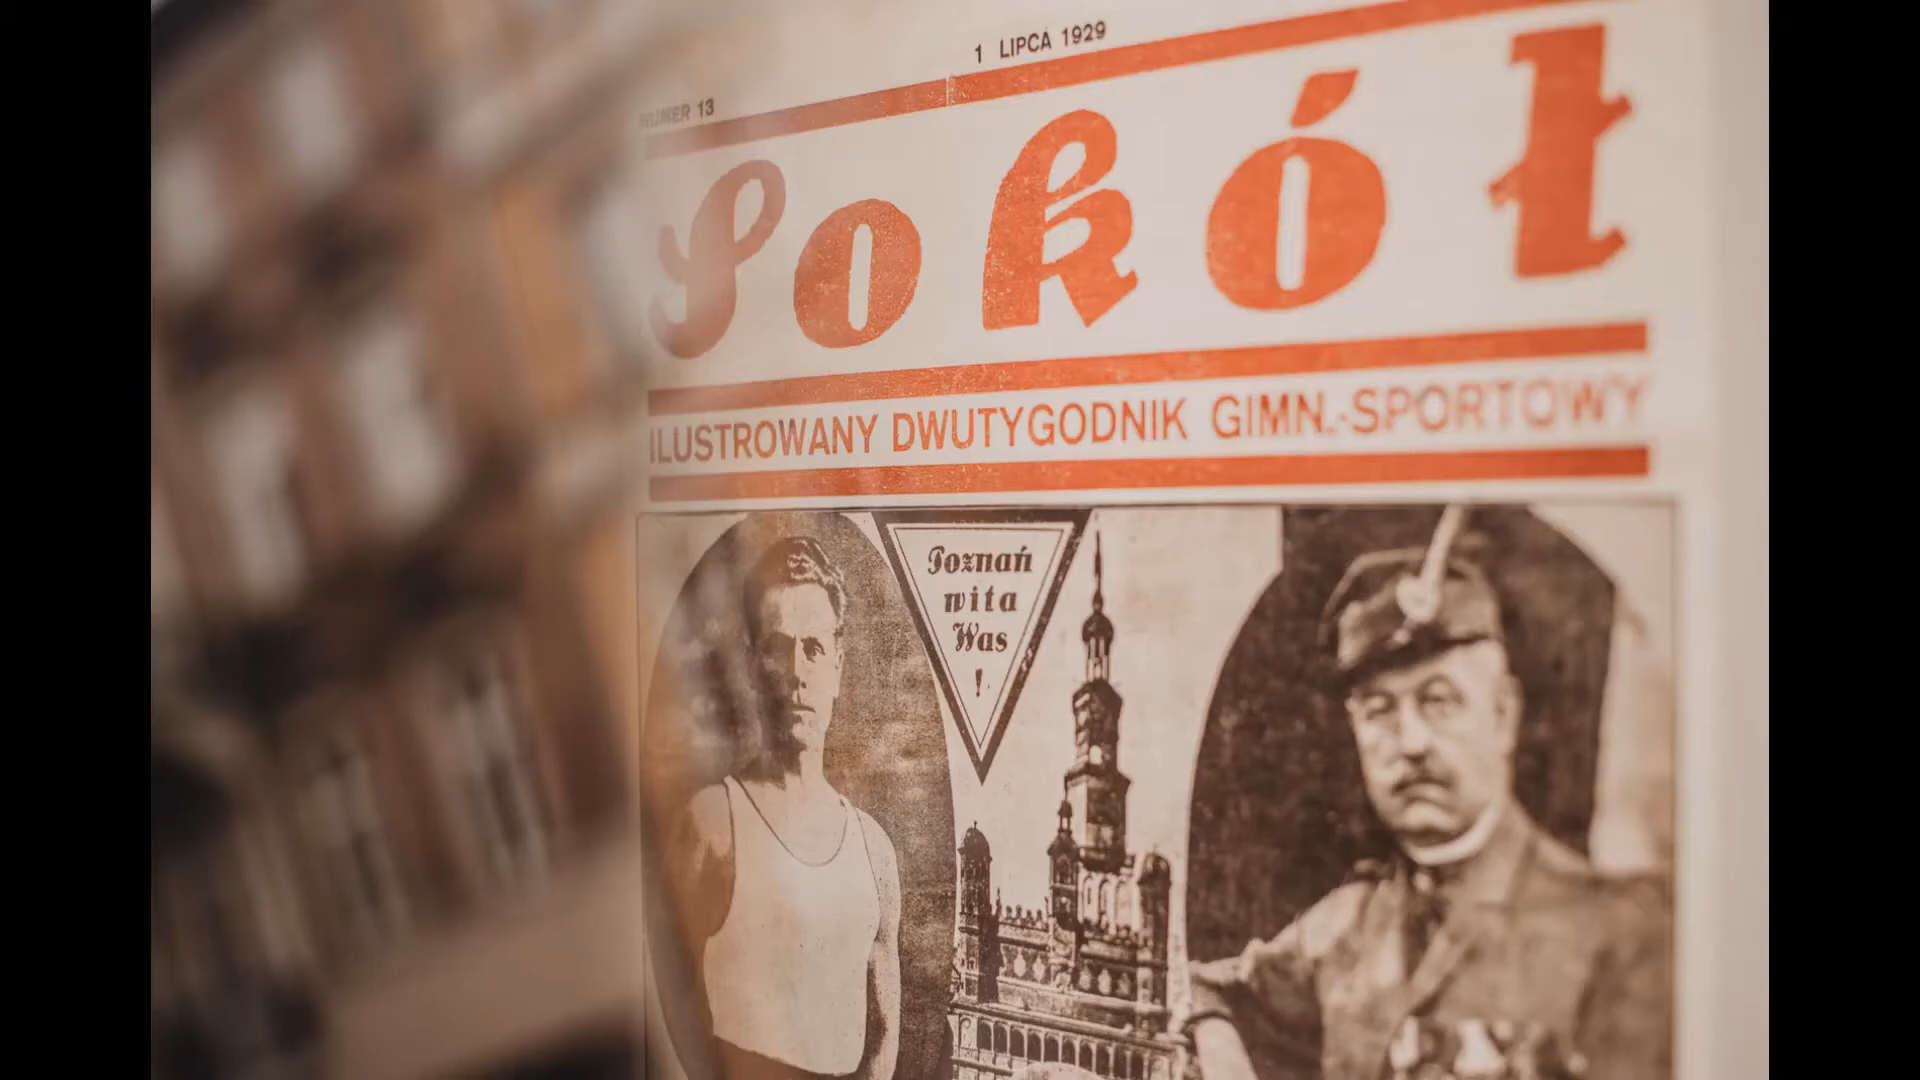 1 LIPCA 1929
NUMER 13
Sokół
ILUSTROWANY DWUTYGODNIK GIMN.-SPORTOWY
Poznań
wita
Was
!